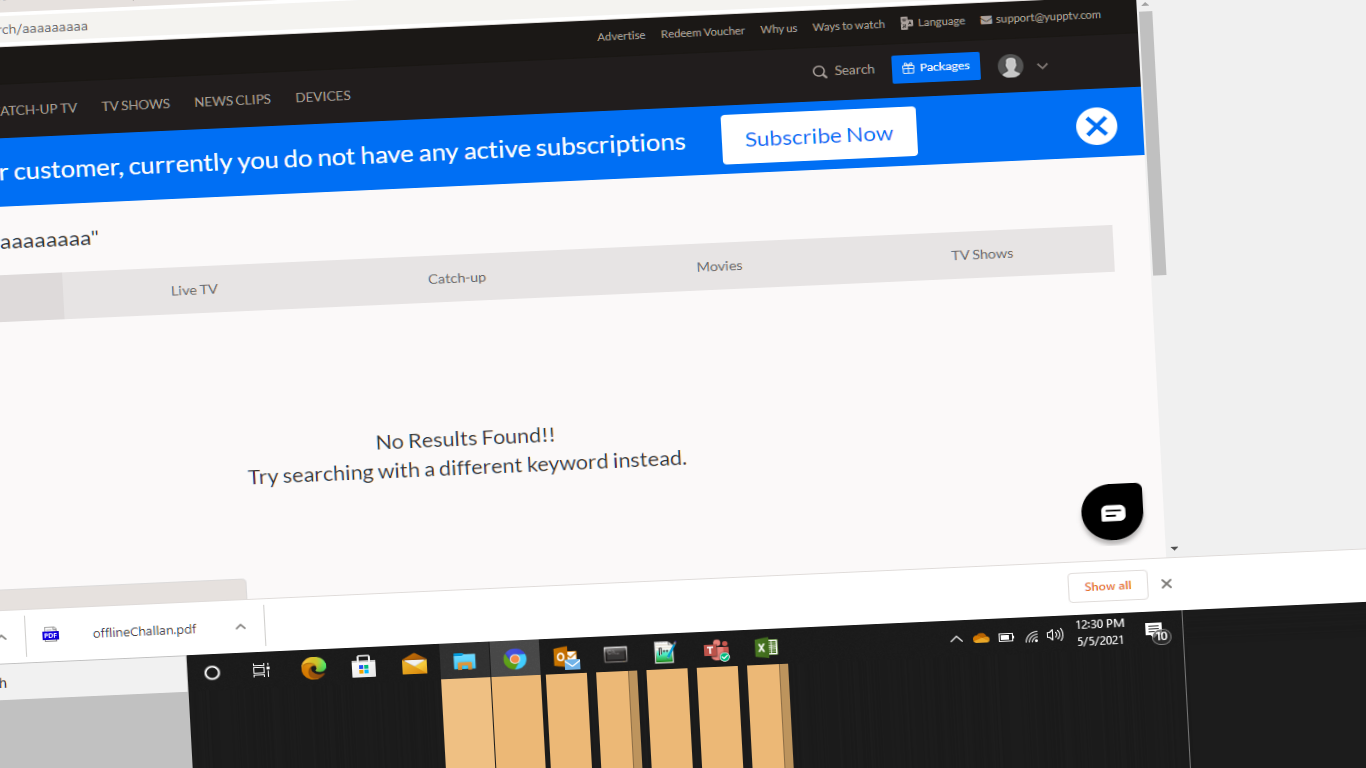 rch/aaaaaaaaa
Advertise Redeem Voucher Why us Ways to watch Language support@yupptv.com
ATCH-UP TV TV SHOWS NEWS CLIPS DEVICES Search Packages
r customer, currently you do not have any active subscriptions Subscribe Now
aaaaaaaaa"
Live TV Catch-up Movies TV Shows
No Results Found!!
Try searching with a different keyword instead.
PDF offlineChallan.pdf Show all
h
12:30 PM
5/5/2021
10